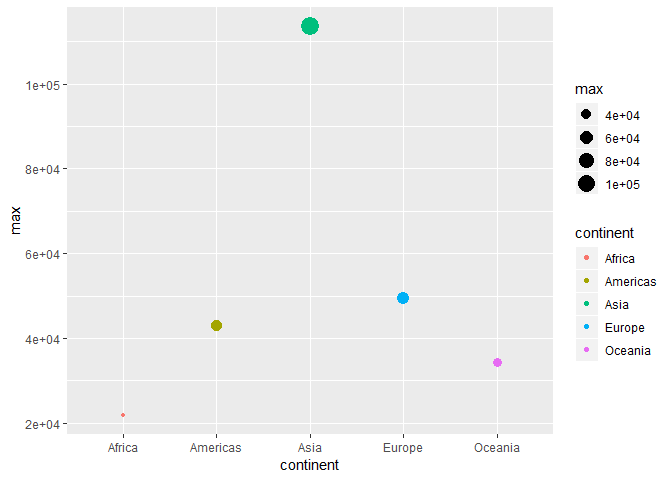 max
1e+05
8e+04
6e+04
4e+04
2e+04
Africa Americas Asia Europe Oceania
continent
max
4e+04
6e+04
8e+04
1e+05
continent
Africa
Americas
Asia
Europe
Oceania